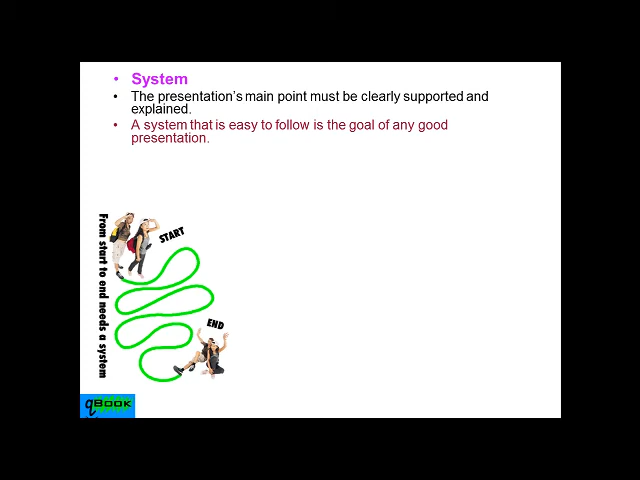 • System
• The presentation's main point must be clearly supported and
explained.
• A system that is easy to follow is the goal of any good
presentation.
From start to end needs a system
START
END
qBOOK